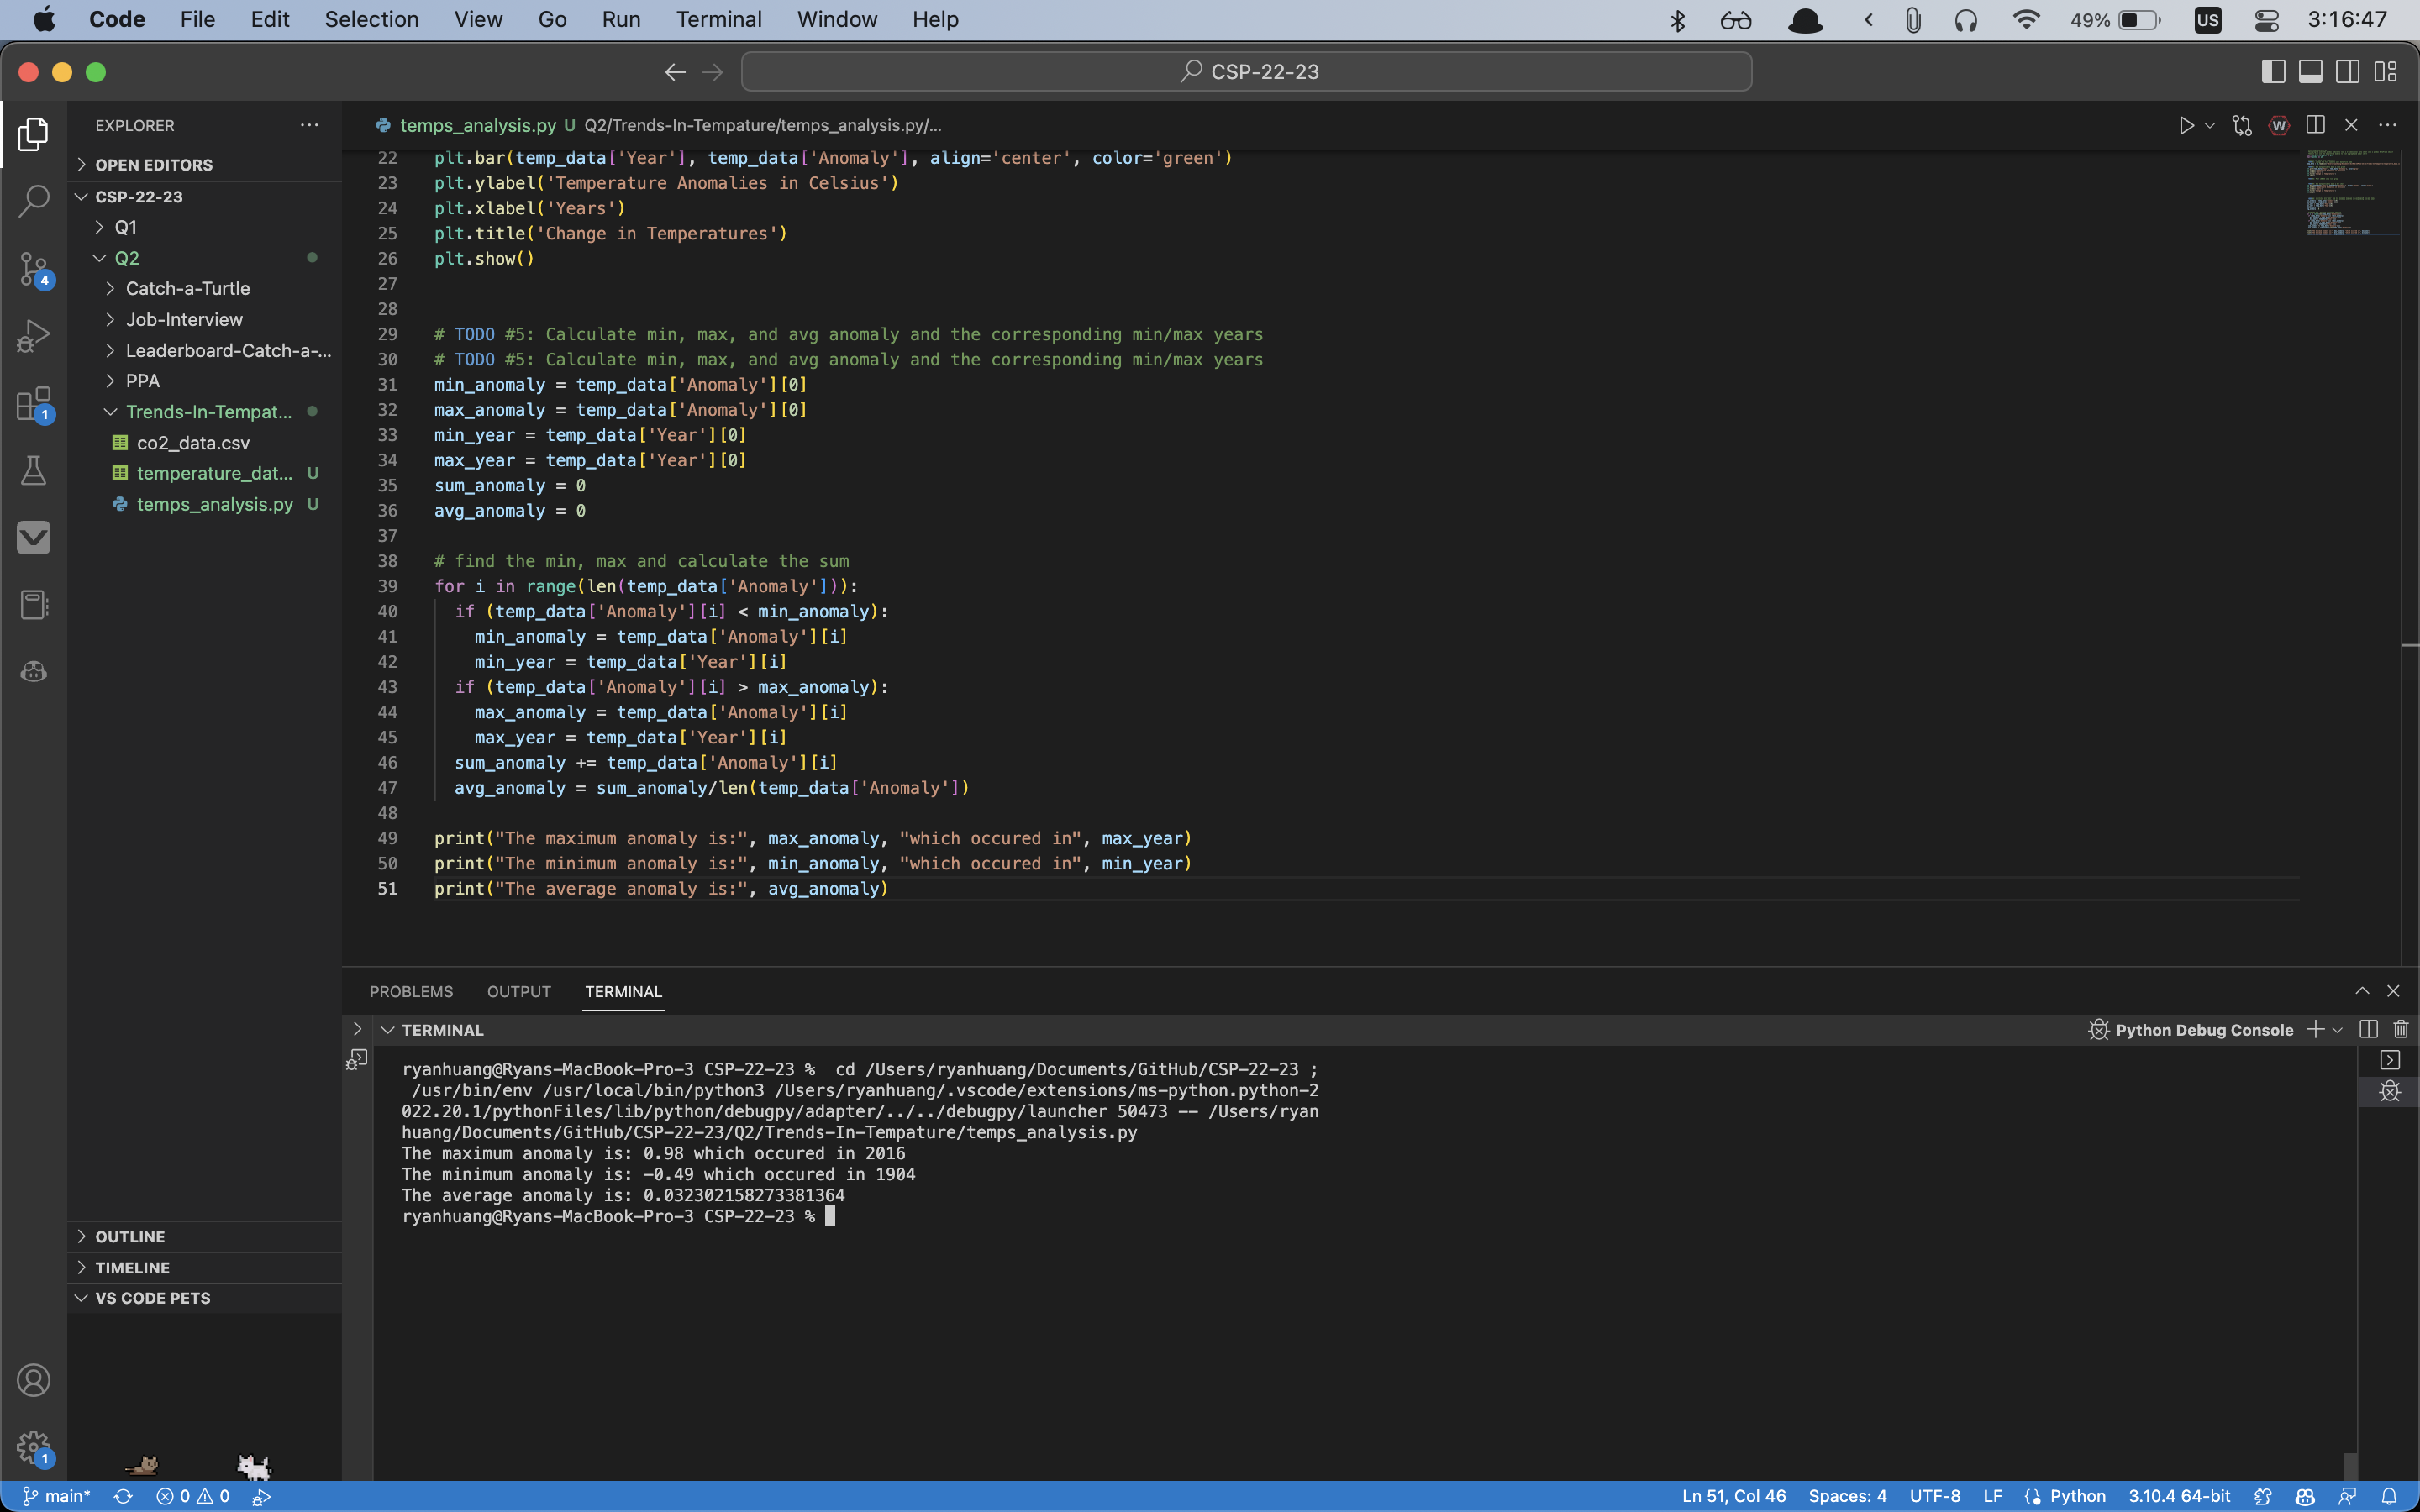 Code File Edit Selection View Go Run Terminal Window Help 49% US 3:16:47
CSP-22-23
EXPLORER
OPEN EDITORS
CSP-22-23
Q1
Q2
Catch-a-Turtle
Job-Interview
Leaderboard-Catch-a-...
PPA
Trends-In-Tempat...
co2_data.csv
temperature_dat... U
temps_analysis.py U
OUTLINE
TIMELINE
VS CODE PETS
4
1
1
temps_analysis.py U Q2/Trends-In-Tempature/temps_analysis.py/...
W
22 plt.bar(temp_data['Year'], temp_data['Anomaly'], align='center', color='green')
23 plt.ylabel('Temperature Anomalies in Celsius')
24 plt.xlabel('Years')
25 plt.title('Change in Temperatures')
26 plt.show()
27
28
29 # TODO #5: Calculate min, max, and avg anomaly and the corresponding min/max years
30 # TODO #5: Calculate min, max, and avg anomaly and the corresponding min/max years
31 min_anomaly = temp_data['Anomaly'][0]
32 max_anomaly = temp_data['Anomaly'][0]
33 min_year = temp_data['Year'][0]
34 max_year = temp_data['Year'][0]
35 sum_anomaly = 0
36 avg_anomaly = 0
37
38 # find the min, max and calculate the sum
39 for i in range(len(temp_data['Anomaly'])):
40 if (temp_data['Anomaly'][i] < min_anomaly):
41 min_anomaly = temp_data['Anomaly'][i]
42 min_year = temp_data['Year'][i]
43 if (temp_data['Anomaly'][i] > max_anomaly):
44 max_anomaly = temp_data['Anomaly'][i]
45 max_year = temp_data['Year'][i]
46 sum_anomaly += temp_data['Anomaly'][i]
47 avg_anomaly = sum_anomaly/len(temp_data['Anomaly'])
48
49 print("The maximum anomaly is:", max_anomaly, "which occured in", max_year)
50 print("The minimum anomaly is:", min_anomaly, "which occured in", min_year)
51 print("The average anomaly is:", avg_anomaly)
PROBLEMS OUTPUT TERMINAL
TERMINAL Python Debug Console
ryanhuang@Ryans-MacBook-Pro-3 CSP-22-23 % cd /Users/ryanhuang/Documents/GitHub/CSP-22-23 ;
/usr/bin/env /usr/local/bin/python3 /Users/ryanhuang/.vscode/extensions/ms-python.python-2
022.20.1/pythonFiles/lib/python/debugpy/adapter/../../debugpy/launcher 50473 -- /Users/ryan
huang/Documents/GitHub/CSP-22-23/Q2/Trends-In-Tempature/temps_analysis.py
The maximum anomaly is: 0.98 which occured in 2016
The minimum anomaly is: -0.49 which occured in 1904
The average anomaly is: 0.032302158273381364
ryanhuang@Ryans-MacBook-Pro-3 CSP-22-23 %
main* 0 0 Ln 51, Col 46 Spaces: 4 UTF-8 LF Python 3.10.4 64-bit